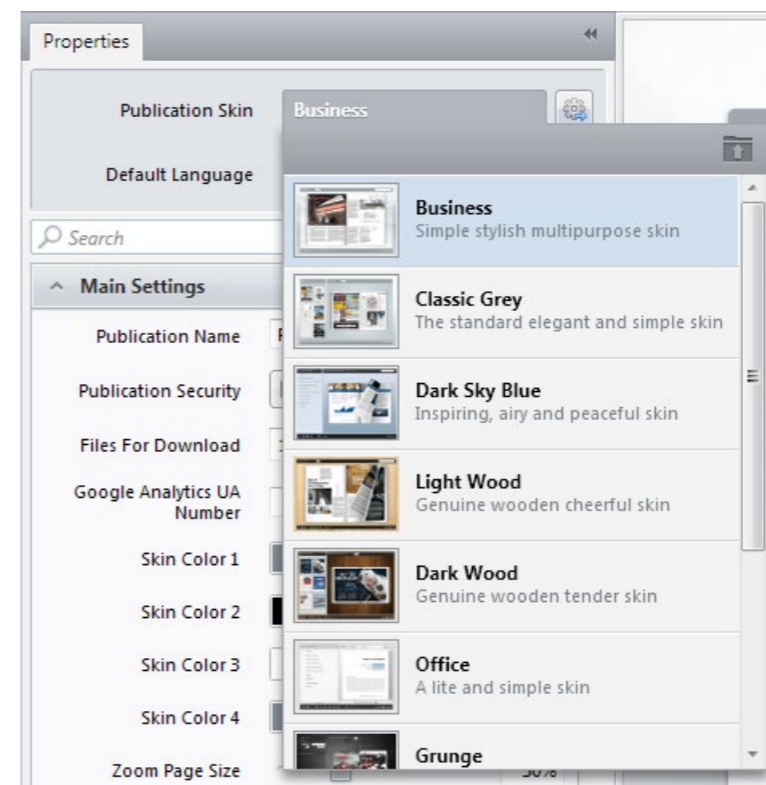 Properties
Publication Skin
Business
Default Language
Search
Main Settings
Publication Name
Publication Security
Files For Download
Google Analytics UA
Number
Skin Color 1
Skin Color 2
Skin Color 3
Skin Color 4
Zoom Page Size
Business
Simple stylish multipurpose skin
Classic Grey
The standard elegant and simple skin
Dark Sky Blue
Inspiring, airy and peaceful skin
Light Wood
Genuine wooden cheerful skin
Dark Wood
Genuine wooden tender skin
Office
A lite and simple skin
Grunge
50%